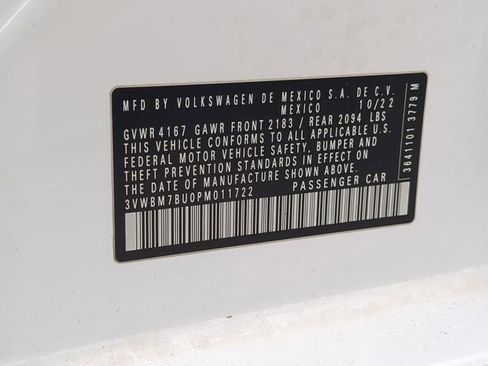 MFD BY VOLKSWAGEN DE MEXICO S.A. DE C.V.
MEXICO 10/22
GVWR 4167 GAWR FRONT 2183 / REAR 2094 LBS
THIS VEHICLE CONFORMS TO ALL APPLICABLE U.S.
FEDERAL MOTOR VEHICLE SAFETY, BUMPER AND
THEFT PREVENTION STANDARDS IN EFFECT ON
THE DATE OF MANUFACTURE SHOWN ABOVE.
3VWBM7BU0PM011722 PASSENGER CAR
3641101 3779 M